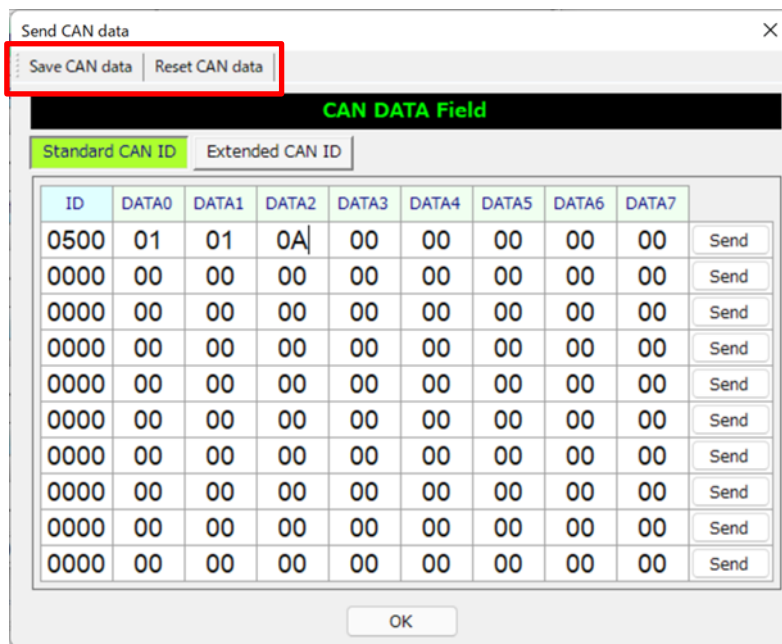 Send CAN data
Save CAN data Reset CAN data
CAN DATA Field
Standard CAN ID Extended CAN ID
ID DATA0 DATA1 DATA2 DATA3 DATA4 DATA5 DATA6 DATA7
0500 01 01 0A 00 00 00 00 00 Send
0000 00 00 00 00 00 00 00 00 Send
0000 00 00 00 00 00 00 00 00 Send
0000 00 00 00 00 00 00 00 00 Send
0000 00 00 00 00 00 00 00 00 Send
0000 00 00 00 00 00 00 00 00 Send
0000 00 00 00 00 00 00 00 00 Send
0000 00 00 00 00 00 00 00 00 Send
0000 00 00 00 00 00 00 00 00 Send
0000 00 00 00 00 00 00 00 00 Send
OK